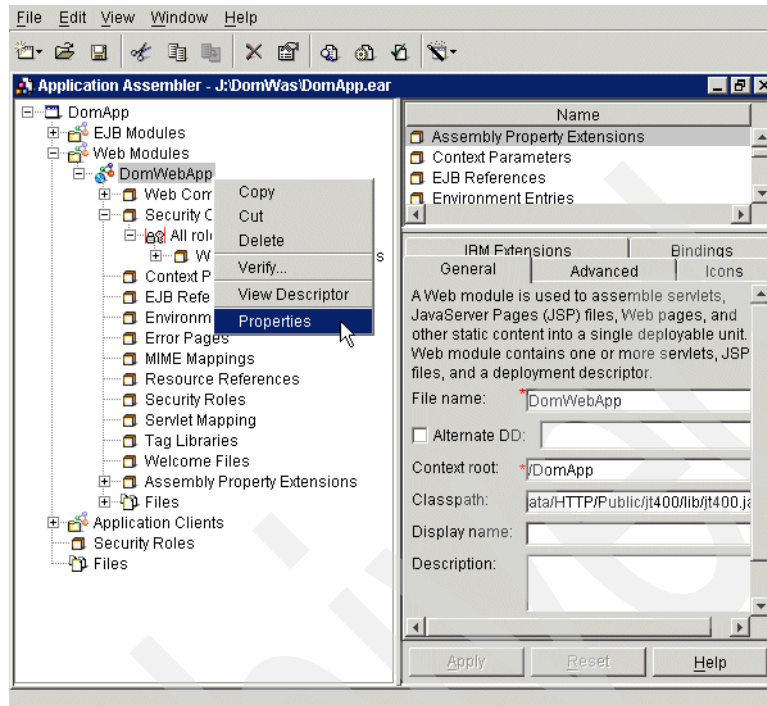 File Edit View Window Help
Application Assembler - J:\DomWas\DomApp.ear
DomApp
EJB Modules
Web Modules
DomWebApp
Web Com
Security C
All role
W
s
Context P
EJB Refe
Environm
Error Pages
MIME Mappings
Resource References
Security Roles
Servlet Mapping
Tag Libraries
Welcome Files
Assembly Property Extensions
Files
Application Clients
Security Roles
Files
Copy
Cut
Delete
Verify...
View Descriptor
Properties
Name
Assembly Property Extensions
Context Parameters
EJB References
Environment Entries
IBM Extensions Bindings
General Advanced Icons
A Web module is used to assemble servlets,
JavaServer Pages (JSP) files, Web pages, and
other static content into a single deployable unit.
Web module contains one or more servlets, JSP
files, and a deployment descriptor.
File name: *DomWebApp
Alternate DD:
Context root: */DomApp
Classpath: ata/HTTP/Public/jt400/lib/jt400.ja
Display name:
Description:
Apply Reset Help